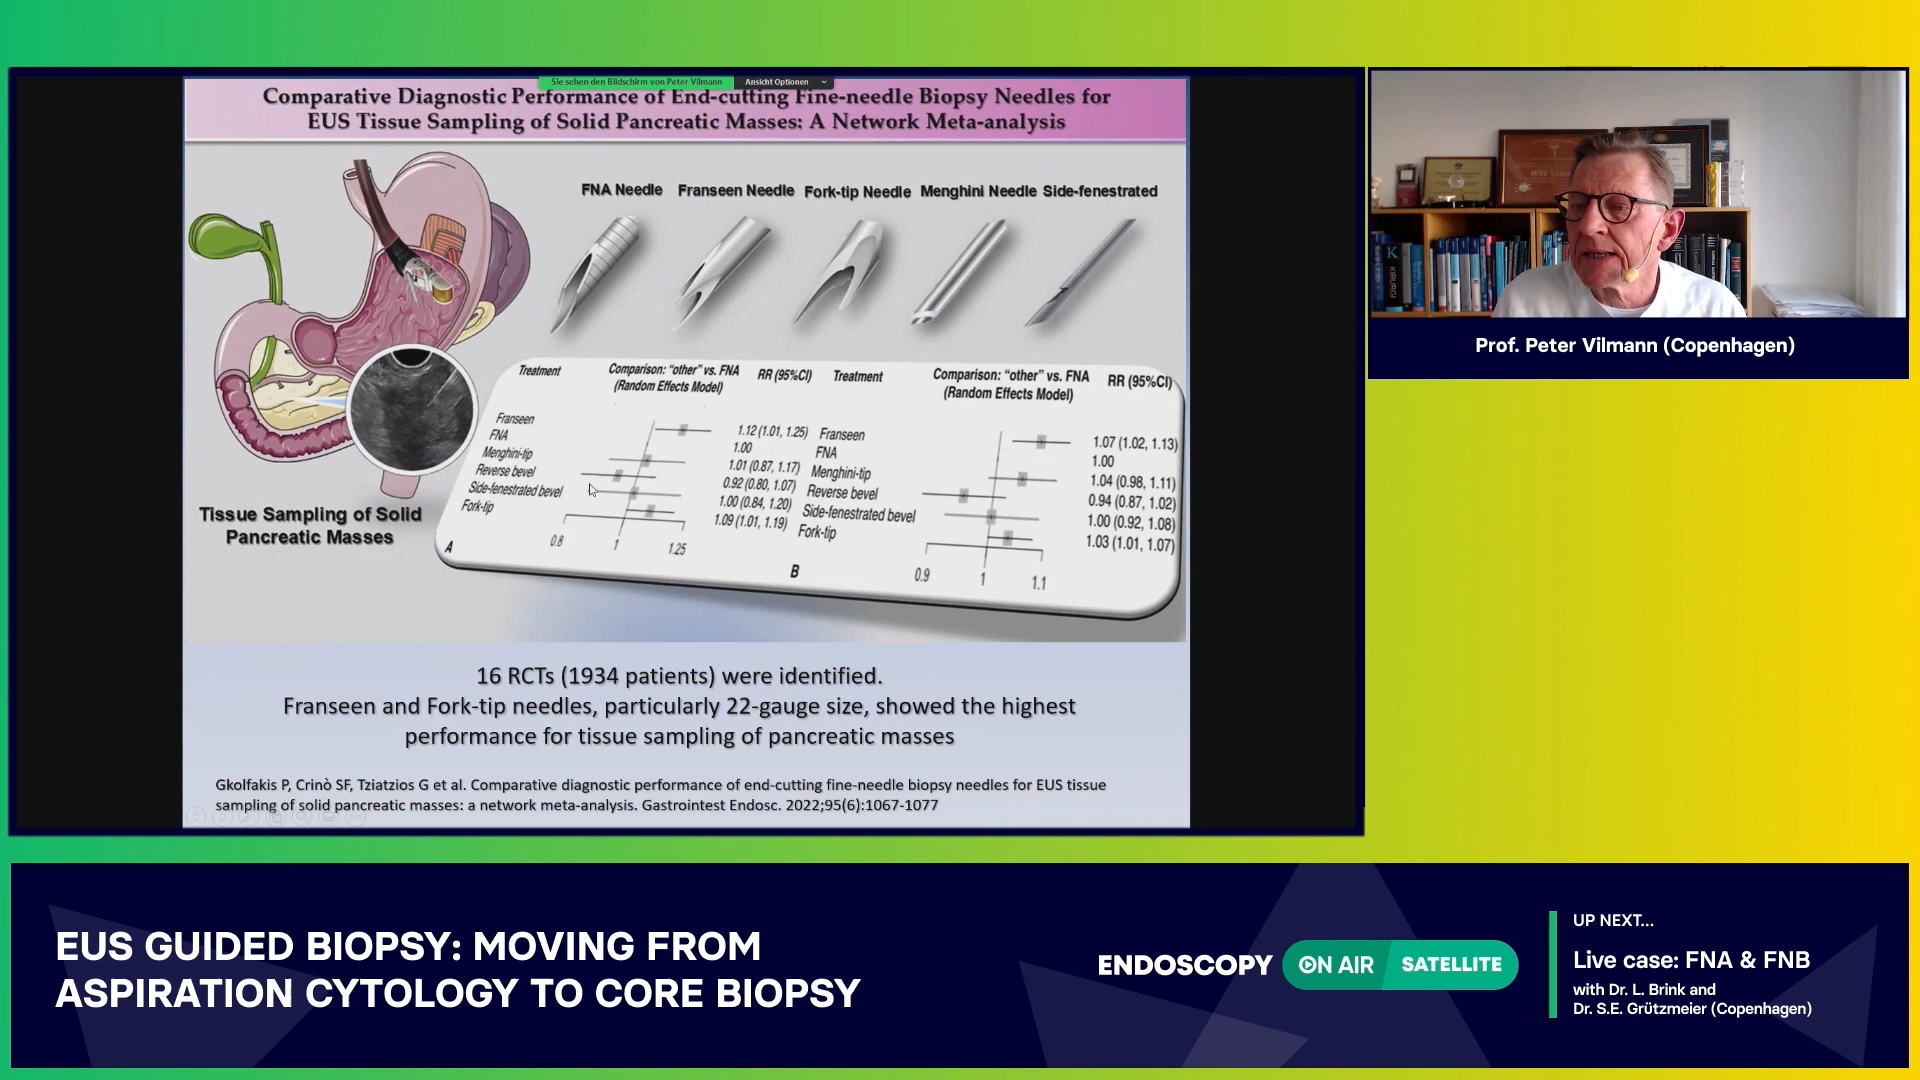 Sie sehen den Bildschirm von Peter Vilmann Ansicht Optionen
Comparative Diagnostic Performance of End-cutting Fine-needle Biopsy Needles for
EUS Tissue Sampling of Solid Pancreatic Masses: A Network Meta-analysis
FNA Needle Franseen Needle Fork-tip Needle Menghini Needle Side-fenestrated
Tissue Sampling of Solid
Pancreatic Masses
Treatment Comparison: “other” vs. FNA RR (95%CI)
(Random Effects Model)
Franseen 1.12 (1.01, 1.25)
FNA 1.00
Menghini-tip 1.01 (0.87, 1.17)
Reverse bevel 0.92 (0.80, 1.07)
Side-fenestrated bevel 1.00 (0.84, 1.20)
Fork-tip 1.09 (1.01, 1.19)
0.8 1 1.25
A
Treatment Comparison: “other” vs. FNA RR (95%CI)
(Random Effects Model)
Franseen 1.07 (1.02, 1.13)
FNA 1.00
Menghini-tip 1.04 (0.98, 1.11)
Reverse bevel 0.94 (0.87, 1.02)
Side-fenestrated bevel 1.00 (0.92, 1.08)
Fork-tip 1.03 (1.01, 1.07)
0.9 1 1.1
B
16 RCTs (1934 patients) were identified.
Franseen and Fork-tip needles, particularly 22-gauge size, showed the highest
performance for tissue sampling of pancreatic masses
Gkolfakis P, Crinò SF, Tziatzios G et al. Comparative diagnostic performance of end-cutting fine-needle biopsy needles for EUS tissue
sampling of solid pancreatic masses: a network meta-analysis. Gastrointest Endosc. 2022;95(6):1067-1077
K
KIRURGI
Prof. Peter Vilmann (Copenhagen)
EUS GUIDED BIOPSY: MOVING FROM
ASPIRATION CYTOLOGY TO CORE BIOPSY
ENDOSCOPY ON AIR SATELLITE
UP NEXT...
Live case: FNA & FNB
with Dr. L. Brink and
Dr. S.E. Grützmeier (Copenhagen)